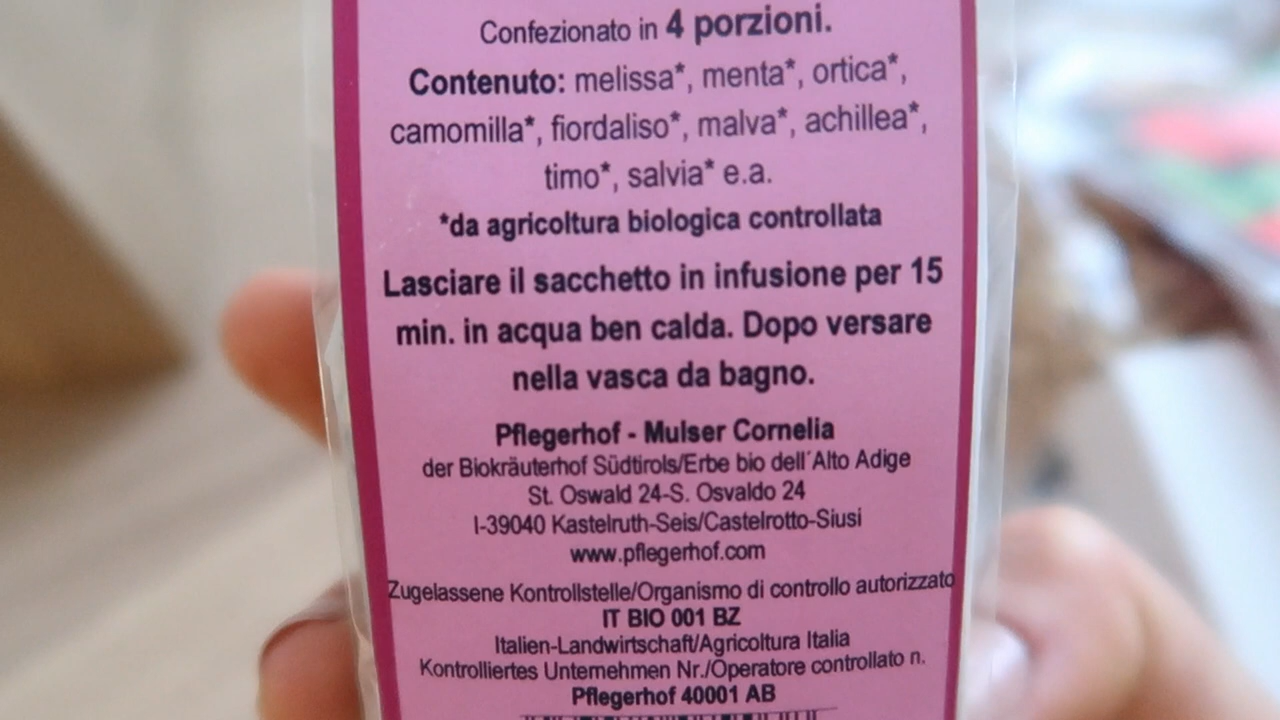 Confezionato in 4 porzioni.
Contenuto: melissa*, menta*, ortica*,
camomilla*, fiordaliso*, malva*, achillea*,
timo*, salvia* e.a.
*da agricoltura biologica controllata
Lasciare il sacchetto in infusione per 15
min. in acqua ben calda. Dopo versare
nella vasca da bagno.
Pflegerhof - Mulser Cornelia
der Biokräuterhof Südtirols/Erbe bio dell´Alto Adige
St. Oswald 24-S. Osvaldo 24
I-39040 Kastelruth-Seis/Castelrotto-Siusi
www.pflegerhof.com
Zugelassene Kontrollstelle/Organismo di controllo autorizzato
IT BIO 001 BZ
Italien-Landwirtschaft/Agricoltura Italia
Kontrolliertes Unternehmen Nr./Operatore controllato n.
Pflegerhof 40001 AB